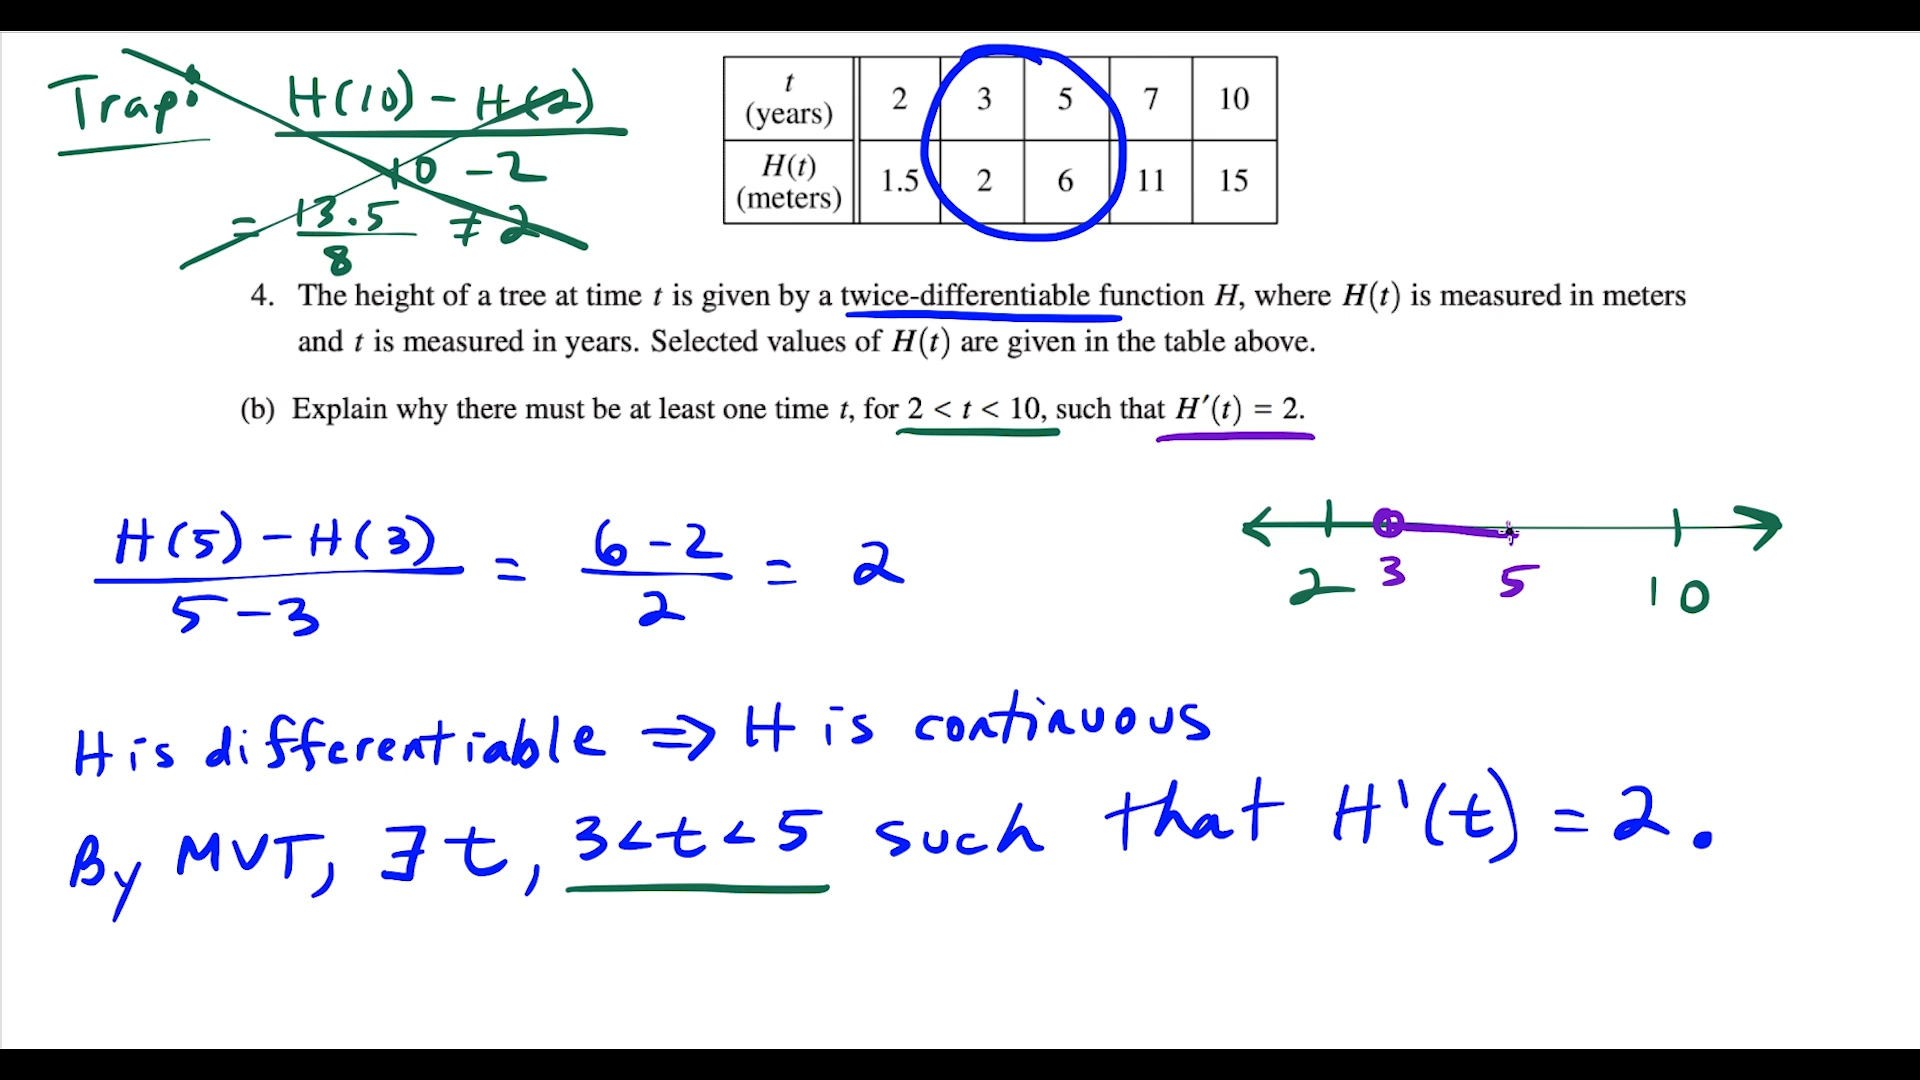 Trap: H(10) - H(2)
10 - 2
= 13.5 ≠ 2
8
t (years) 2 3 5 7 10
H(t) (meters) 1.5 2 6 11 15
4. The height of a tree at time t is given by a twice-differentiable function H, where H(t) is measured in meters
and t is measured in years. Selected values of H(t) are given in the table above.
(b) Explain why there must be at least one time t, for 2 < t < 10, such that H′(t) = 2.
H(5) - H(3) = 6 - 2 = 2
5 - 3 2
2 3 5 10
H is differentiable ⇒ H is continuous
By MVT, ∃ t, 3 < t < 5 such that H'(t) = 2.